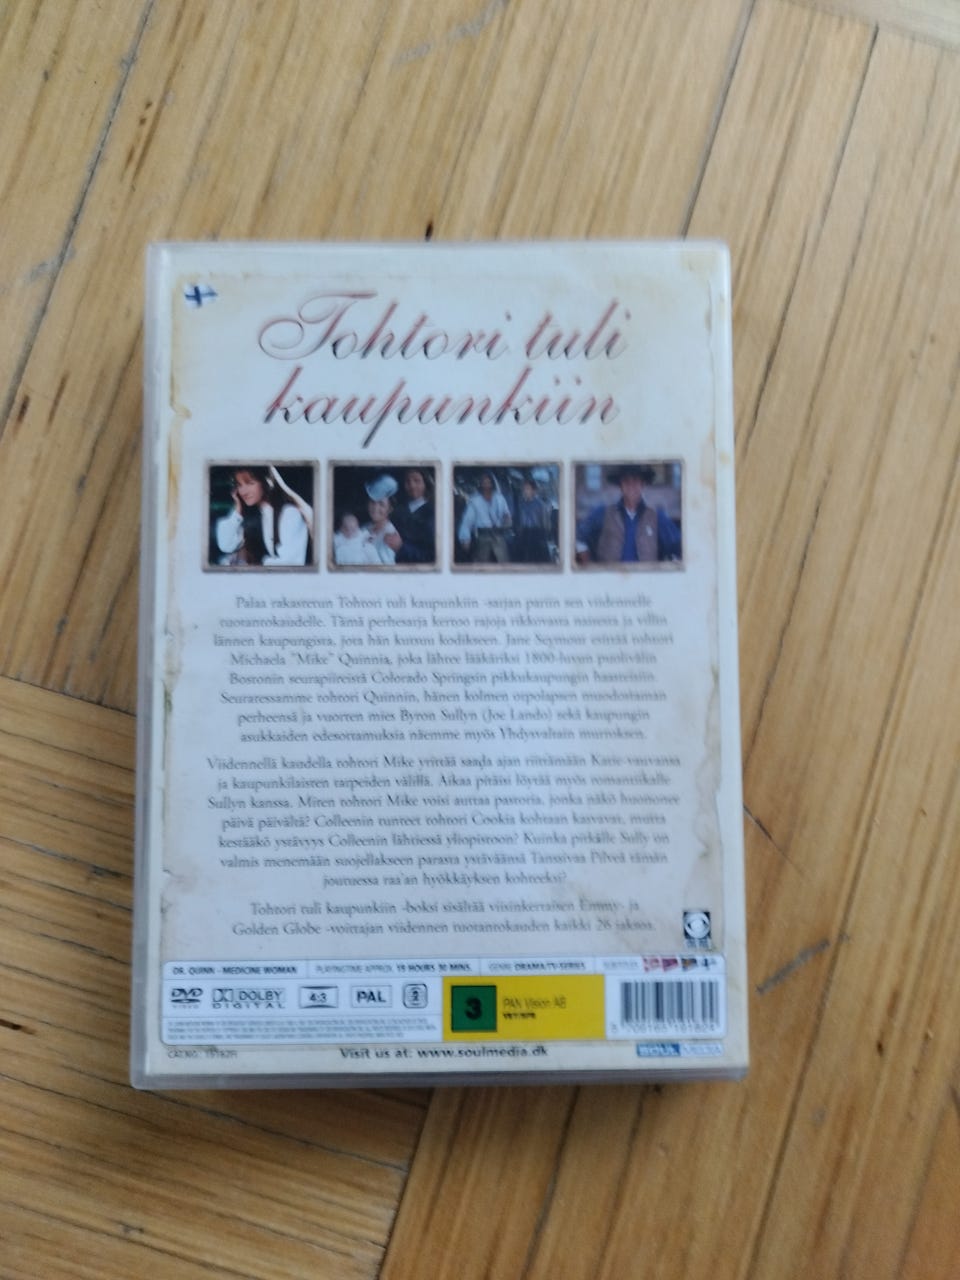 Tohtori tuli
kaupunkiin
Palaa rakastetun Tohtori tuli kaupunkiin -sarjan pariin sen viidennelle
tuotantokaudelle. Tämä perhesarja kertoo rajoja rikkovasta naisesta ja villin
lännen kaupungista, jota hän kutsuu kodikseen. Jane Seymour esittää tohtori
Michaela "Mike" Quinnia, joka lähtee lääkäriksi 1800-luvun puolivälin
Bostonin seurapiireistä Colorado Springsin pikkukaupungin haasteisiin.
Seuratessamme tohtori Quinnin, hänen kolmen orpolapsen muodostaman
perheensä ja vuorten mies Byron Sullyn (Joe Lando) sekä kaupungin
asukkaiden edesottamuksia näemme myös Yhdysvaltain murroksen.
Viidennellä kaudella tohtori Mike yrittää saada ajan riittämään Katie-vauvansa
ja kaupunkilaisten tarpeiden välillä. Aikaa pitäisi löytyä myös romantiikalle
Sullyn kanssa. Miten tohtori Mike voisi auttaa pastoria, jonka näkö huononee
päivä päivältä? Colleenin tunteet tohtori Cookia kohtaan kasvavat, mutta
kestääkö ystävyys Colleenin lähtiessä yliopistoon? Kuinka pitkälle Sully on
valmis menemään suojellakseen parasta ystäväänsä Tanssivaa Pilveä tämän
joutuessa raa'an hyökkäyksen kohteeksi?
Tohtori tuli kaupunkiin -boksi sisältää viisinkertaisen Emmy- ja
Golden Globe -voittajan viidennen tuotantokauden kaikki 26 jaksoa.
DR. QUINN - MEDICINE WOMAN PLAYINGTIME APPROX. 19 HOURS 30 MINS. GENRE: DRAMA/TV-SERIES SUBTITLES
DVD VIDEO DOLBY DIGITAL 4:3 PAL 2
3 PAN Vision AB
CAT.NO.
Visit us at: www.soulmedia.dk
SOUL MEDIA